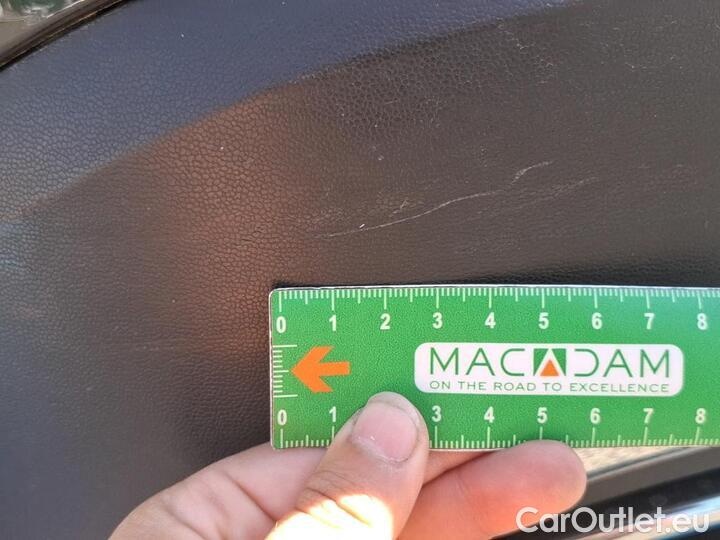 0 1 2 3 4 5 6 7 8
MACADAM
ON THE ROAD TO EXCELLENCE
0 1 3 4 5 6 7 8
CarOutlet.eu